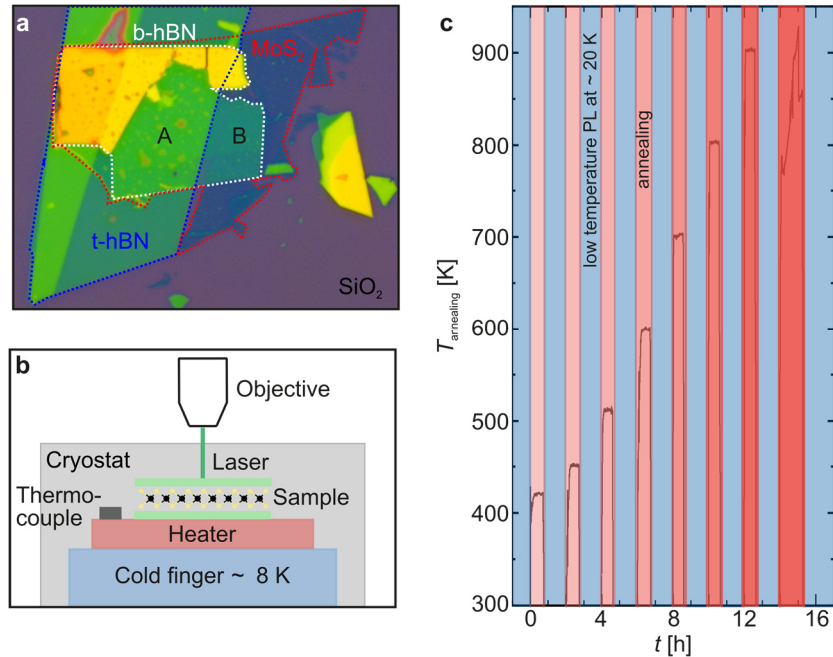 a
b-hBN
MoS₂
A
B
t-hBN
SiO₂
b
Objective
Cryostat
Laser
Thermo-
couple
Sample
Heater
Cold finger ~ 8 K
c
900
800
700
600
500
400
300
T_annealing [K]
low temperature PL at ~ 20 K
annealing
0 4 8 12 16
t [h]